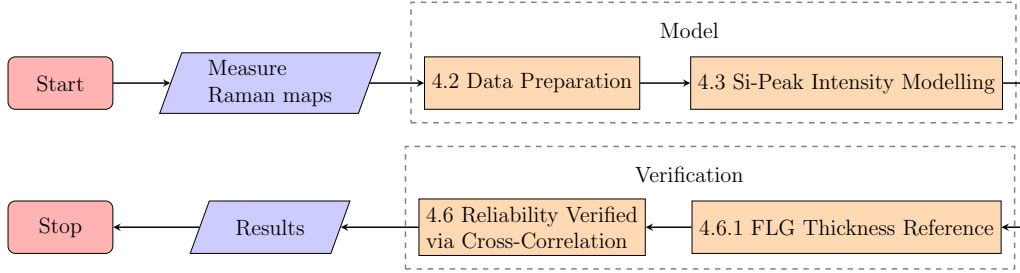 Model
Start
Measure
Raman maps
4.2 Data Preparation
4.3 Si-Peak Intensity Modelling
Verification
Stop
Results
4.6 Reliability Verified
via Cross-Correlation
4.6.1 FLG Thickness Reference